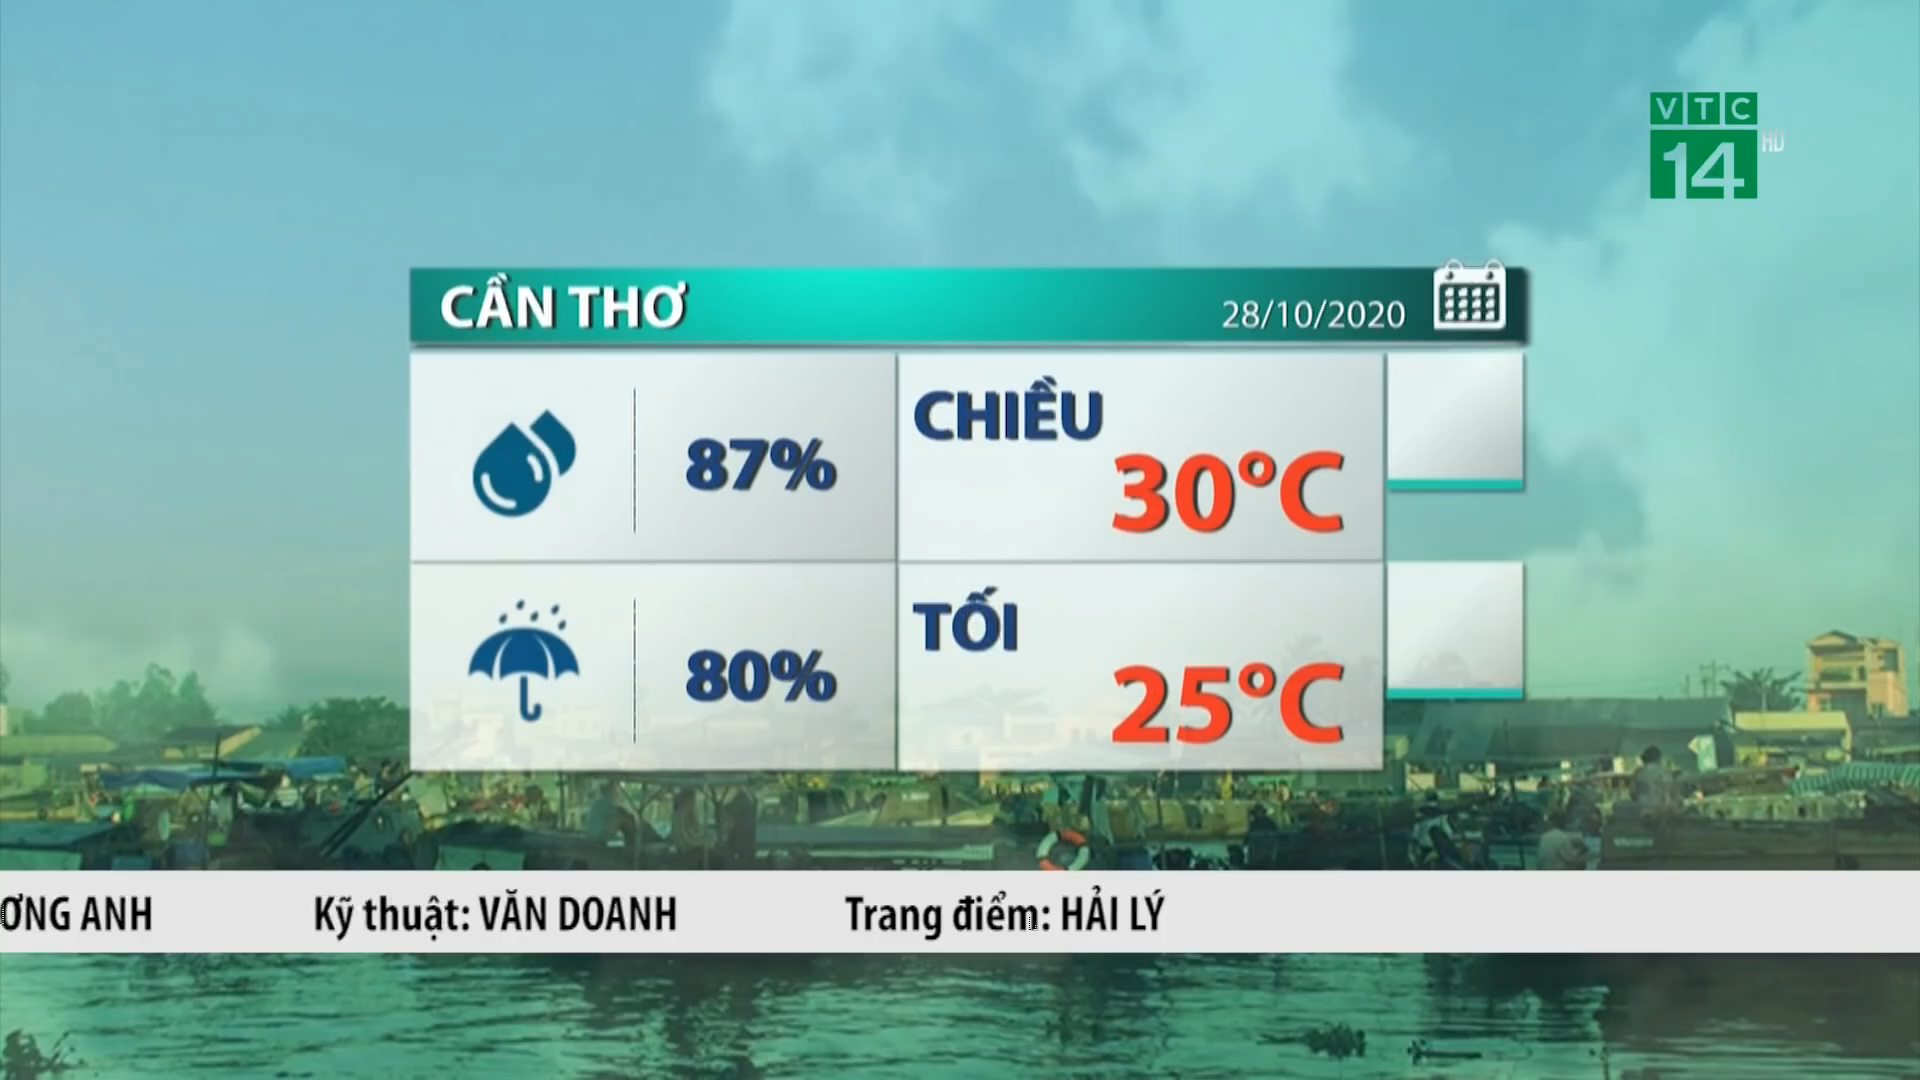 VTC
14
HD
CẦN THƠ
28/10/2020
87%
CHIỀU
30°C
80%
TỐI
25°C
ƠNG ANH Kỹ thuật: VĂN DOANH Trang điểm: HẢI LÝ